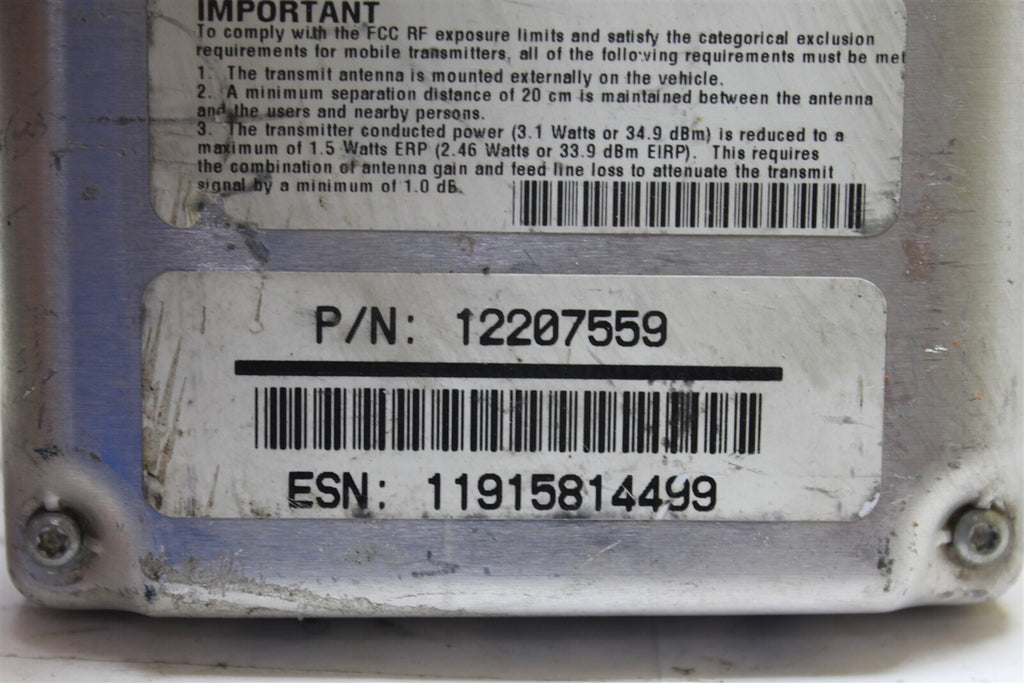 IMPORTANT
To comply with the FCC RF exposure limits and satisfy the categorical exclusion
requirements for mobile transmitters, all of the following requirements must be met
1. The transmit antenna is mounted externally on the vehicle.
2. A minimum separation distance of 20 cm is maintained between the antenna
and the users and nearby persons.
3. The transmitter conducted power (3.1 Watts or 34.9 dBm) is reduced to a
maximum of 1.5 Watts ERP (2.46 Watts or 33.9 dBm EIRP). This requires
the combination of antenna gain and feed line loss to attenuate the transmit
signal by a minimum of 1.0 dB.
P/N: 12207559
ESN: 11915814499